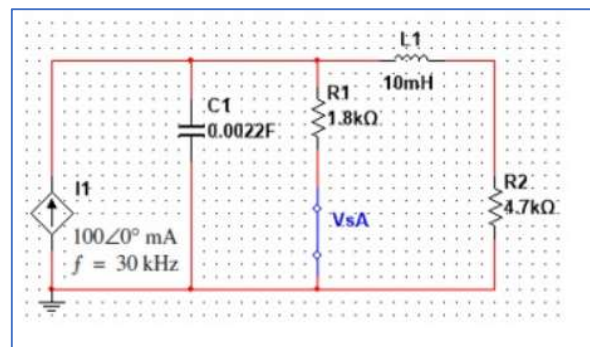 L1
10mH
C1
0.0022F
R1
1.8kΩ
I1
100∠0° mA
f = 30 kHz
VsA
R2
4.7kΩ